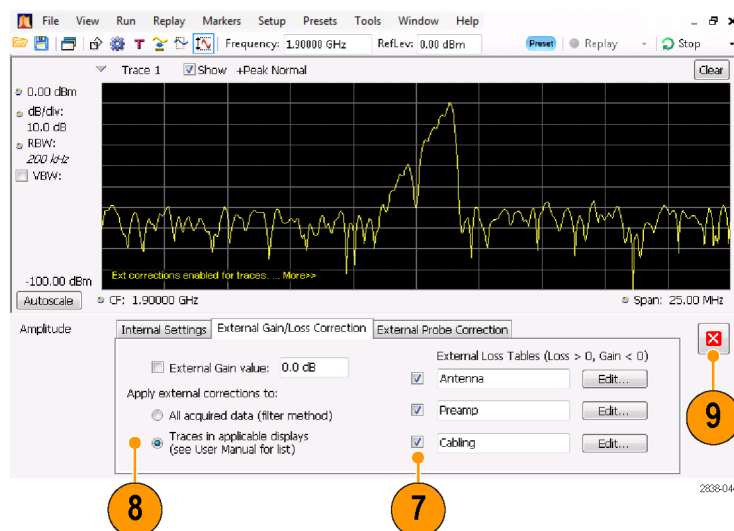 File View Run Replay Markers Setup Presets Tools Window Help
T Frequency: 1.90000 GHz RefLev: 0.00 dBm Preset Replay Stop
Trace 1 Show +Peak Normal Clear
0.00 dBm
dB/div:
10.0 dB
RBW:
200 kHz
VBW:
-100.00 dBm
Ext corrections enabled for traces. ... More>>
Autoscale CF: 1.90000 GHz Span: 25.00 MHz
Amplitude Internal Settings External Gain/Loss Correction External Probe Correction
External Loss Tables (Loss > 0, Gain < 0)
External Gain value: 0.0 dB
Antenna Edit...
Apply external corrections to:
All acquired data (filter method)
Preamp Edit...
Traces in applicable displays
(see User Manual for list)
Cabling Edit...
9
8
7
2838-04